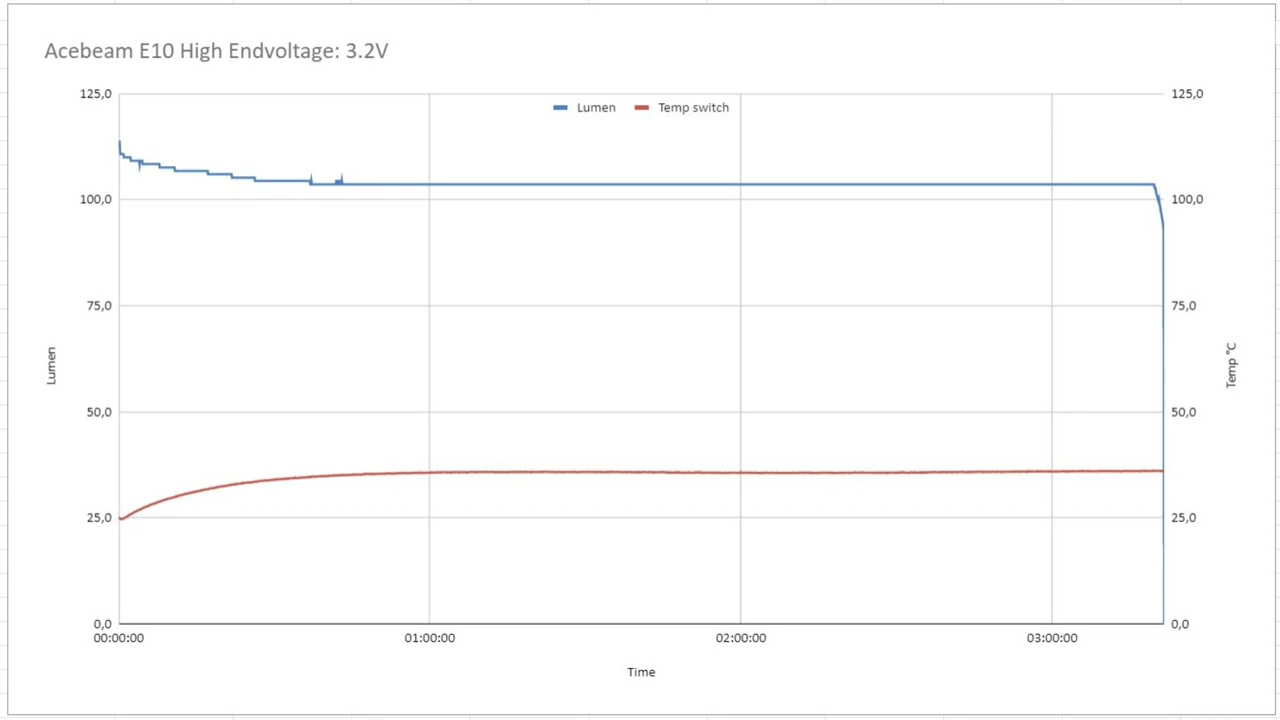 Acebeam E10 High Endvoltage: 3.2V
Lumen Temp switch
125,0 125,0
100,0 100,0
75,0 75,0
Lumen
Temp °C
50,0 50,0
25,0 25,0
0,0 0,0
00:00:00 01:00:00 02:00:00 03:00:00
Time